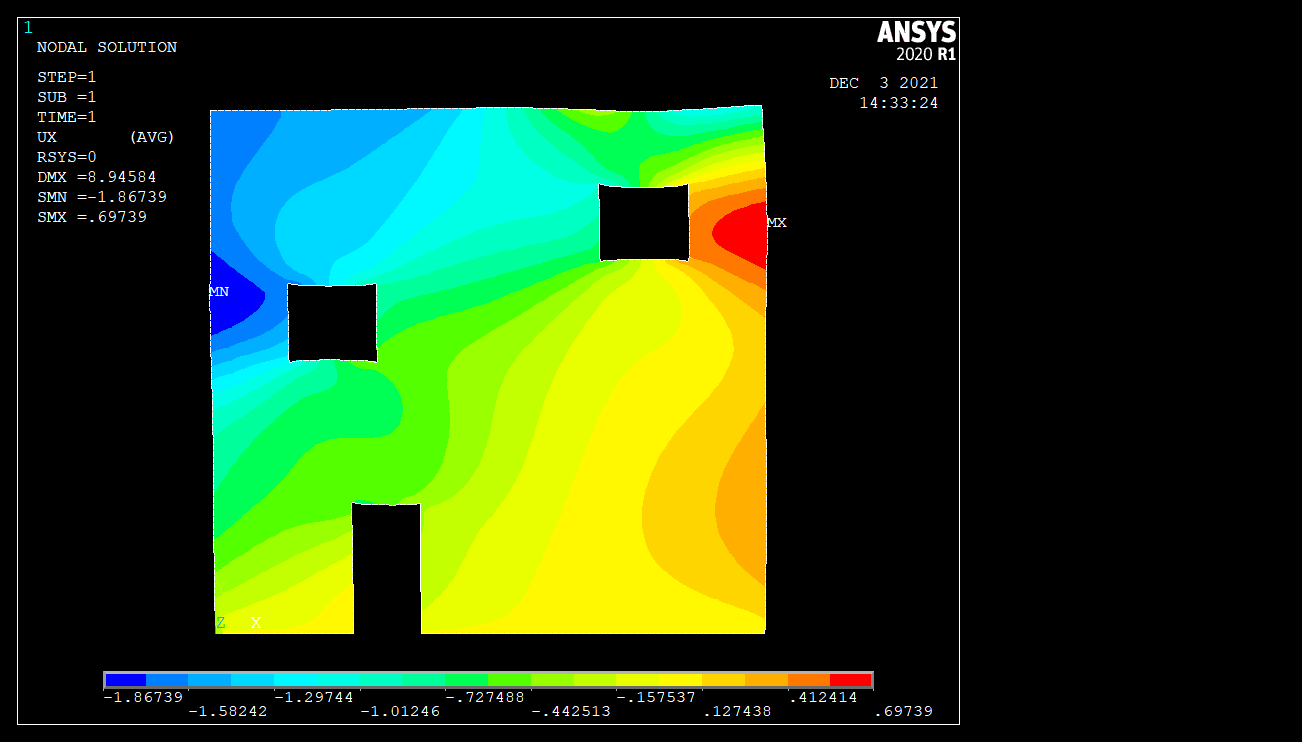 1
ANSYS
2020 R1
NODAL SOLUTION
STEP=1
SUB =1
TIME=1
UX (AVG)
RSYS=0
DMX =8.94584
SMN =-1.86739
SMX =.69739
DEC 3 2021
14:33:24
MX
MN
Z X
-1.86739 -1.29744 -.727488 -.157537 .412414
-1.58242 -1.01246 -.442513 .127438 .69739